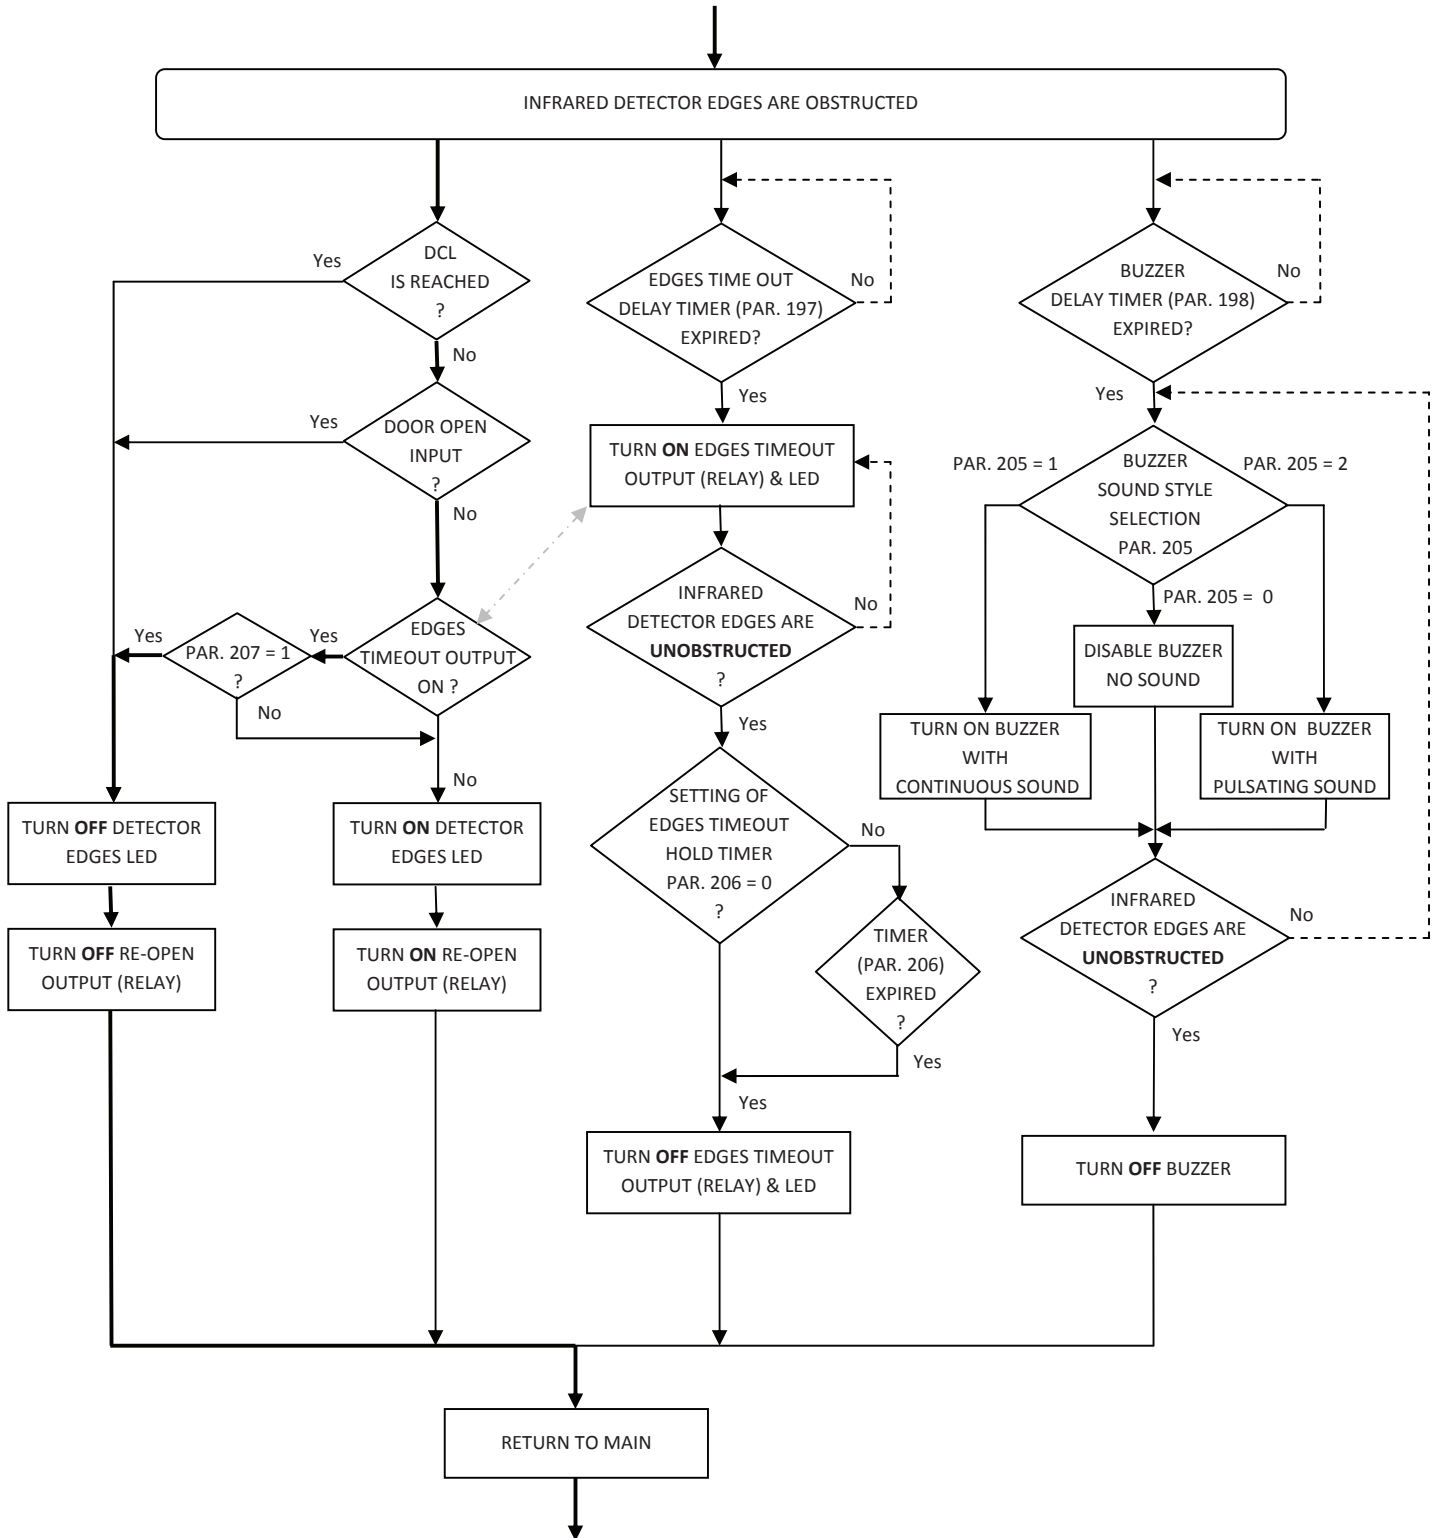 INFRARED DETECTOR EDGES ARE OBSTRUCTED
DCL
IS REACHED
?
Yes
No
DOOR OPEN
INPUT
?
Yes
No
EDGES
TIMEOUT OUTPUT
ON ?
Yes
No
PAR. 207 = 1
?
Yes
No
TURN OFF DETECTOR
EDGES LED
TURN OFF RE-OPEN
OUTPUT (RELAY)
TURN ON DETECTOR
EDGES LED
TURN ON RE-OPEN
OUTPUT (RELAY)
EDGES TIME OUT
DELAY TIMER (PAR. 197)
EXPIRED?
No
Yes
TURN ON EDGES TIMEOUT
OUTPUT (RELAY) & LED
INFRARED
DETECTOR EDGES ARE
UNOBSTRUCTED
?
No
Yes
SETTING OF
EDGES TIMEOUT
HOLD TIMER
PAR. 206 = 0
?
No
TIMER
(PAR. 206)
EXPIRED
?
Yes
Yes
TURN OFF EDGES TIMEOUT
OUTPUT (RELAY) & LED
BUZZER
DELAY TIMER (PAR. 198)
EXPIRED?
No
Yes
BUZZER
SOUND STYLE
SELECTION
PAR. 205
PAR. 205 = 1
PAR. 205 = 2
PAR. 205 = 0
DISABLE BUZZER
NO SOUND
TURN ON BUZZER
WITH
CONTINUOUS SOUND
TURN ON BUZZER
WITH
PULSATING SOUND
INFRARED
DETECTOR EDGES ARE
UNOBSTRUCTED
?
No
Yes
TURN OFF BUZZER
RETURN TO MAIN